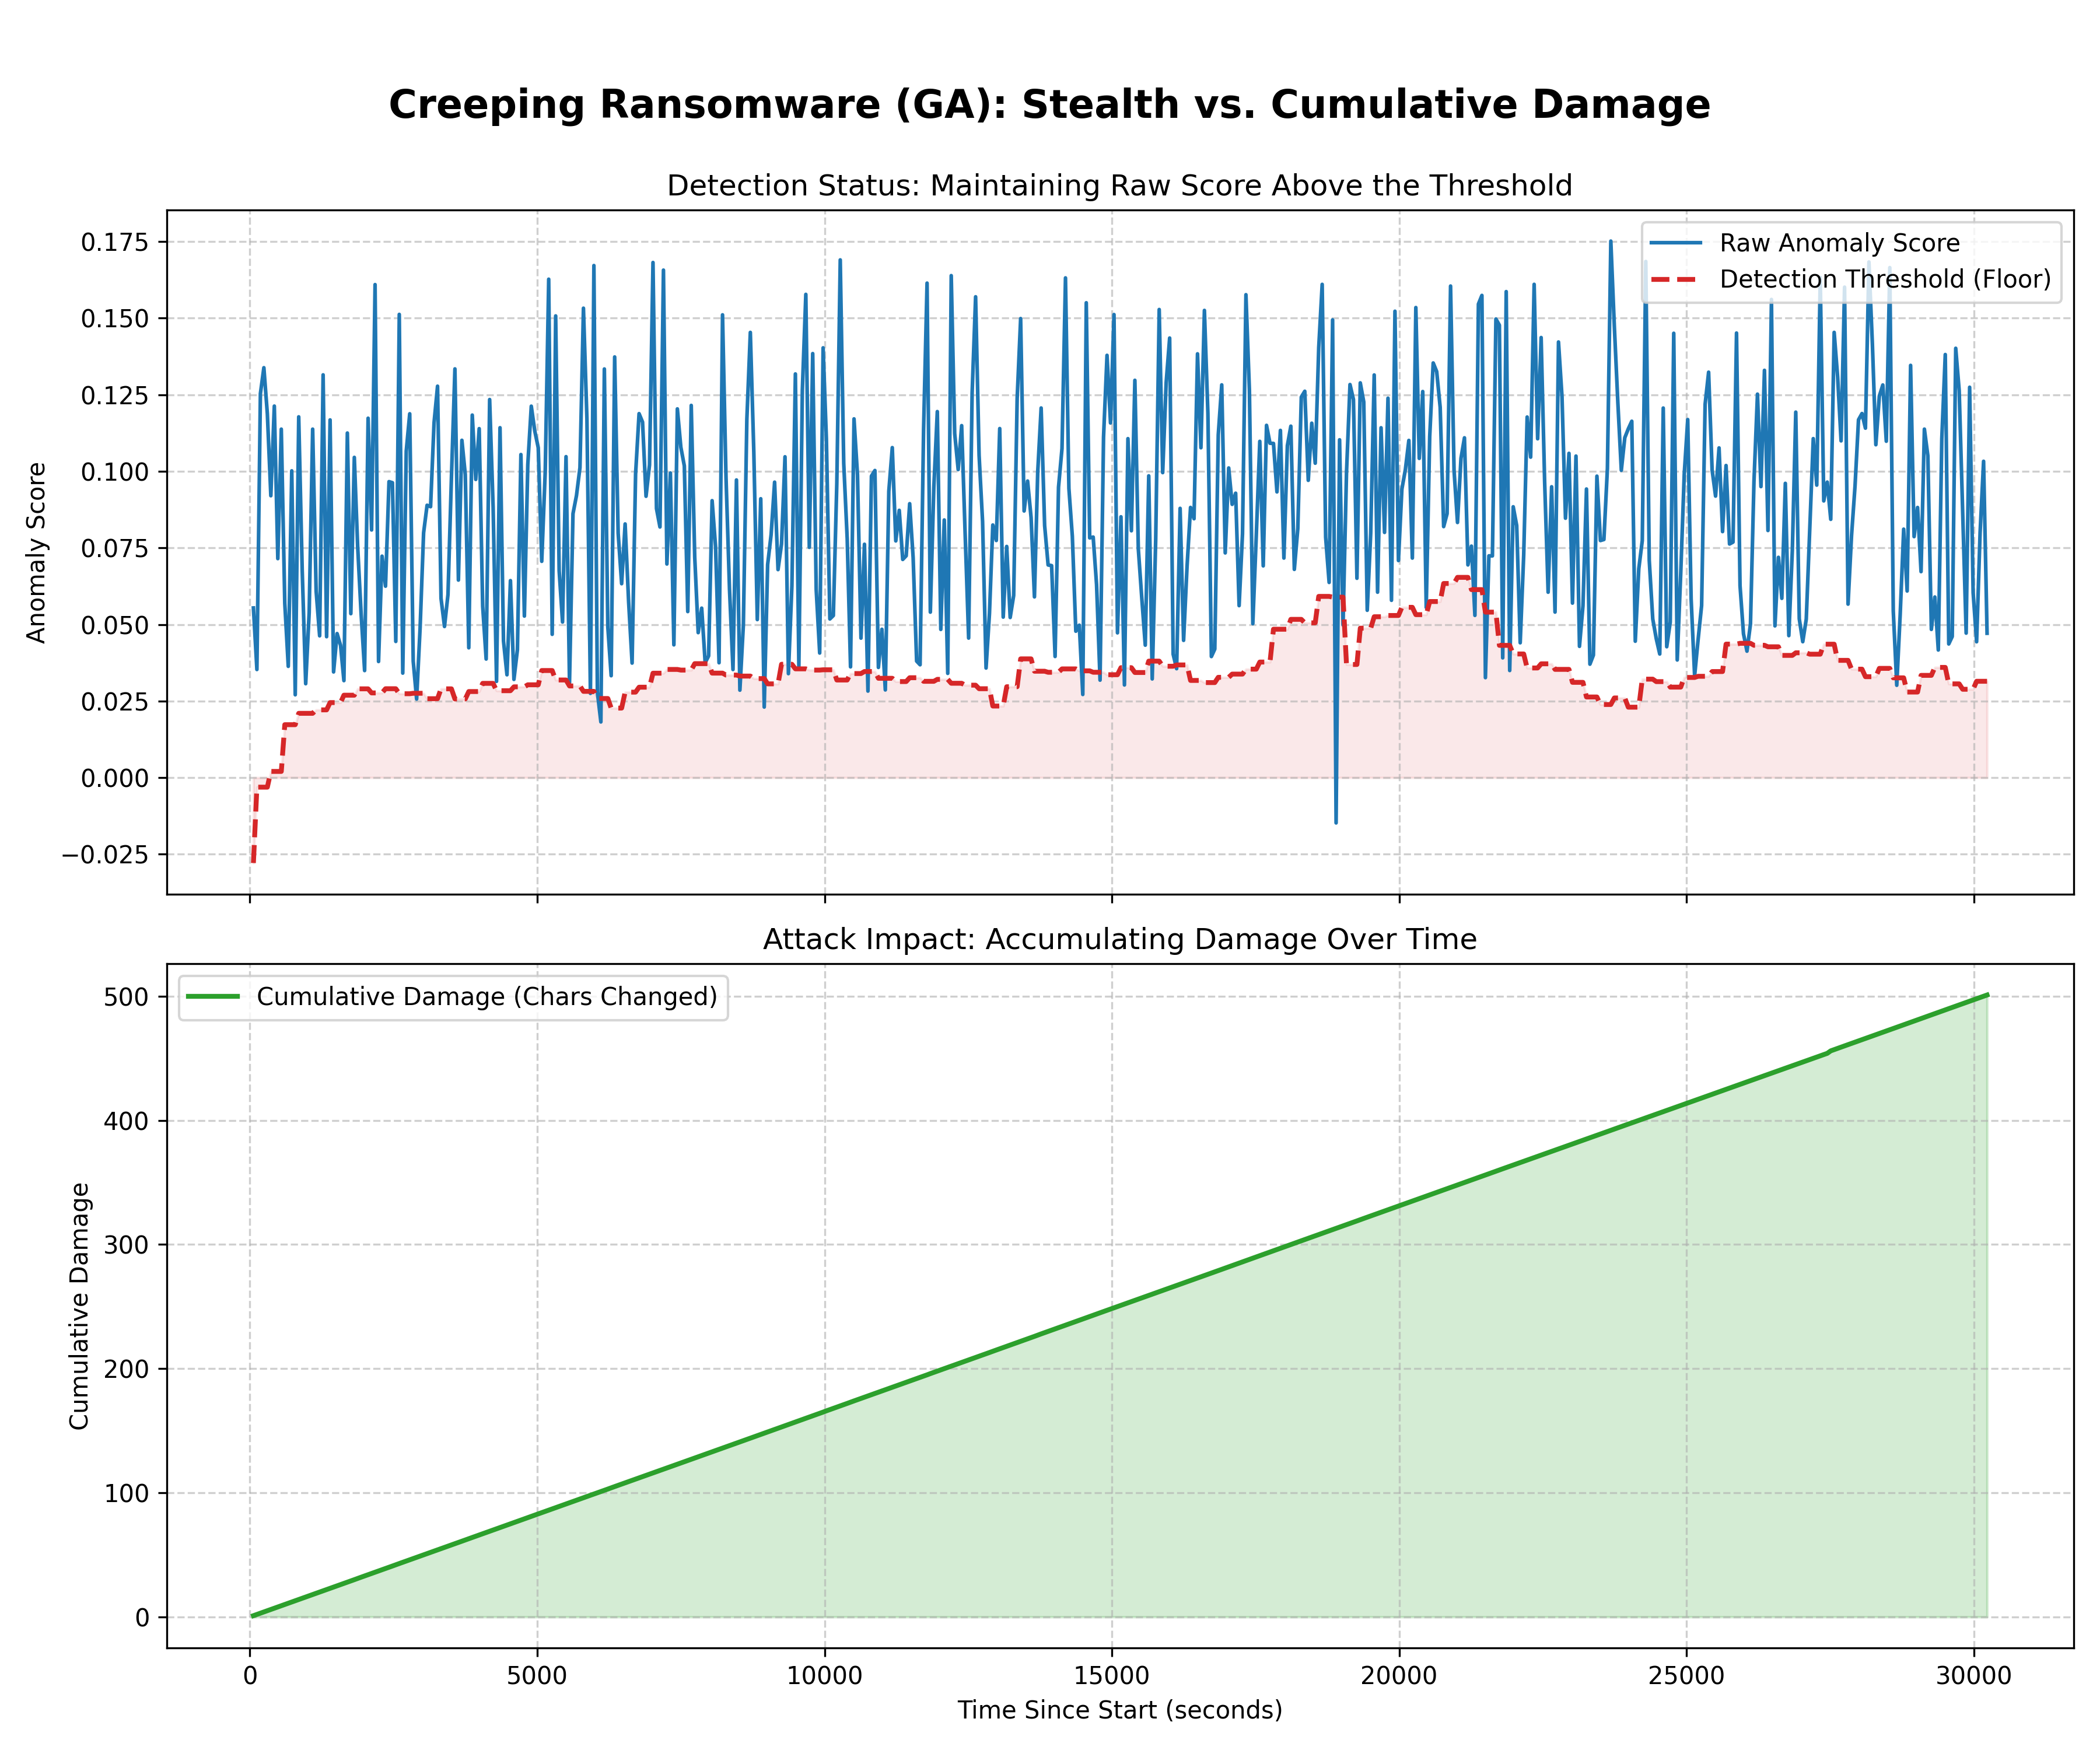 Creeping Ransomware (GA): Stealth vs. Cumulative Damage
Detection Status: Maintaining Raw Score Above the Threshold
Raw Anomaly Score
Detection Threshold (Floor)
Anomaly Score
0.175
0.150
0.125
0.100
0.075
0.050
0.025
0.000
−0.025
Attack Impact: Accumulating Damage Over Time
Cumulative Damage (Chars Changed)
Cumulative Damage
500
400
300
200
100
0
0 5000 10000 15000 20000 25000 30000
Time Since Start (seconds)